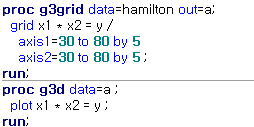 proc g3grid data=hamilton out=a;
grid x1 * x2 = y /
axis1=30 to 80 by 5
axis2=30 to 80 by 5 ;
run;
proc g3d data=a ;
plot x1 * x2 = y ;
run;